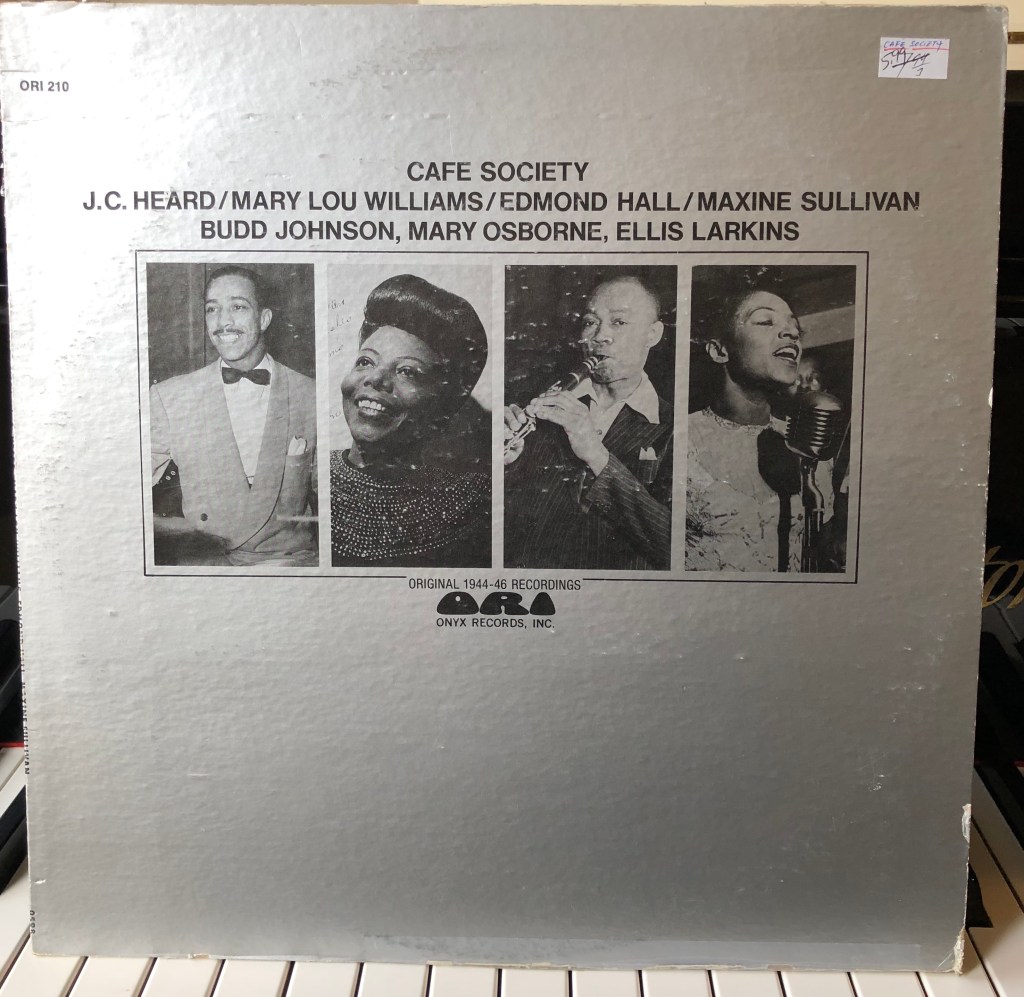 ORI 210
CAFE SOCIETY
CAFE SOCIETY
J.C. HEARD/MARY LOU WILLIAMS/EDMOND HALL/MAXINE SULLIVAN
BUDD JOHNSON, MARY OSBORNE, ELLIS LARKINS
ORIGINAL 1944-46 RECORDINGS
ORI
ONYX RECORDS, INC.